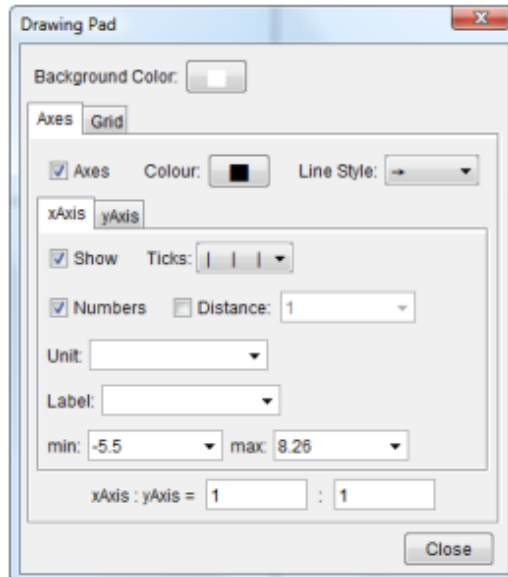 Drawing Pad
Background Color:
Axes Grid
Axes Colour: Line Style:
xAxis yAxis
Show Ticks:
Numbers Distance: 1
Unit:
Label:
min: -5.5 max: 8.26
xAxis : yAxis = 1 : 1
Close